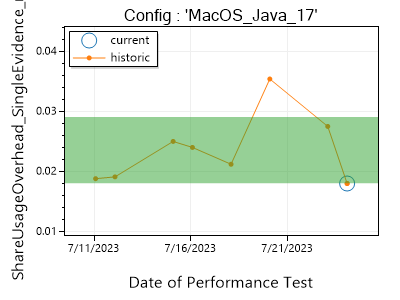 Config : 'MacOS_Java_17'
ShareUsageOverhead_SingleEvidence_
current
historic
0.04
0.03
0.02
0.01
7/11/2023
7/16/2023
7/21/2023
Date of Performance Test